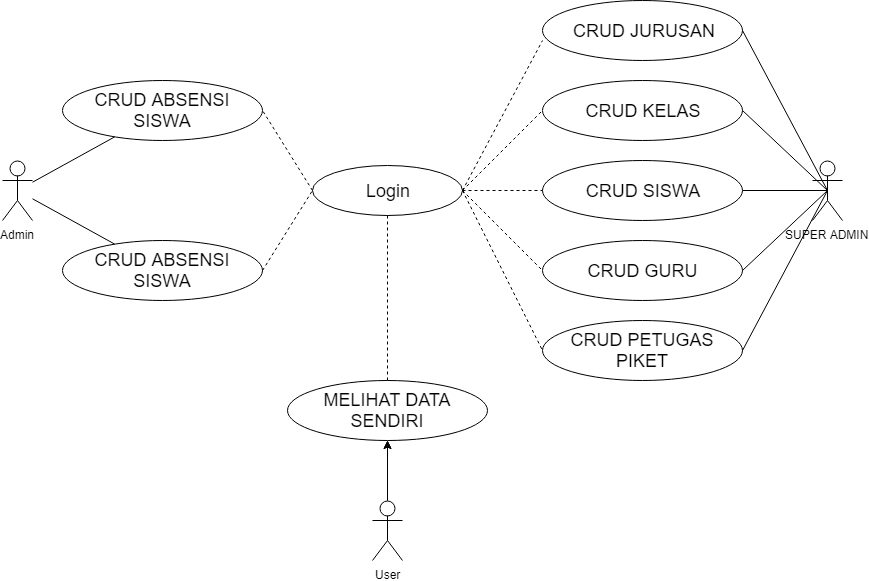 CRUD JURUSAN
CRUD ABSENSI
SISWA
CRUD KELAS
Login
CRUD SISWA
Admin
SUPER ADMIN
CRUD ABSENSI
SISWA
CRUD GURU
CRUD PETUGAS
PIKET
MELIHAT DATA
SENDIRI
User